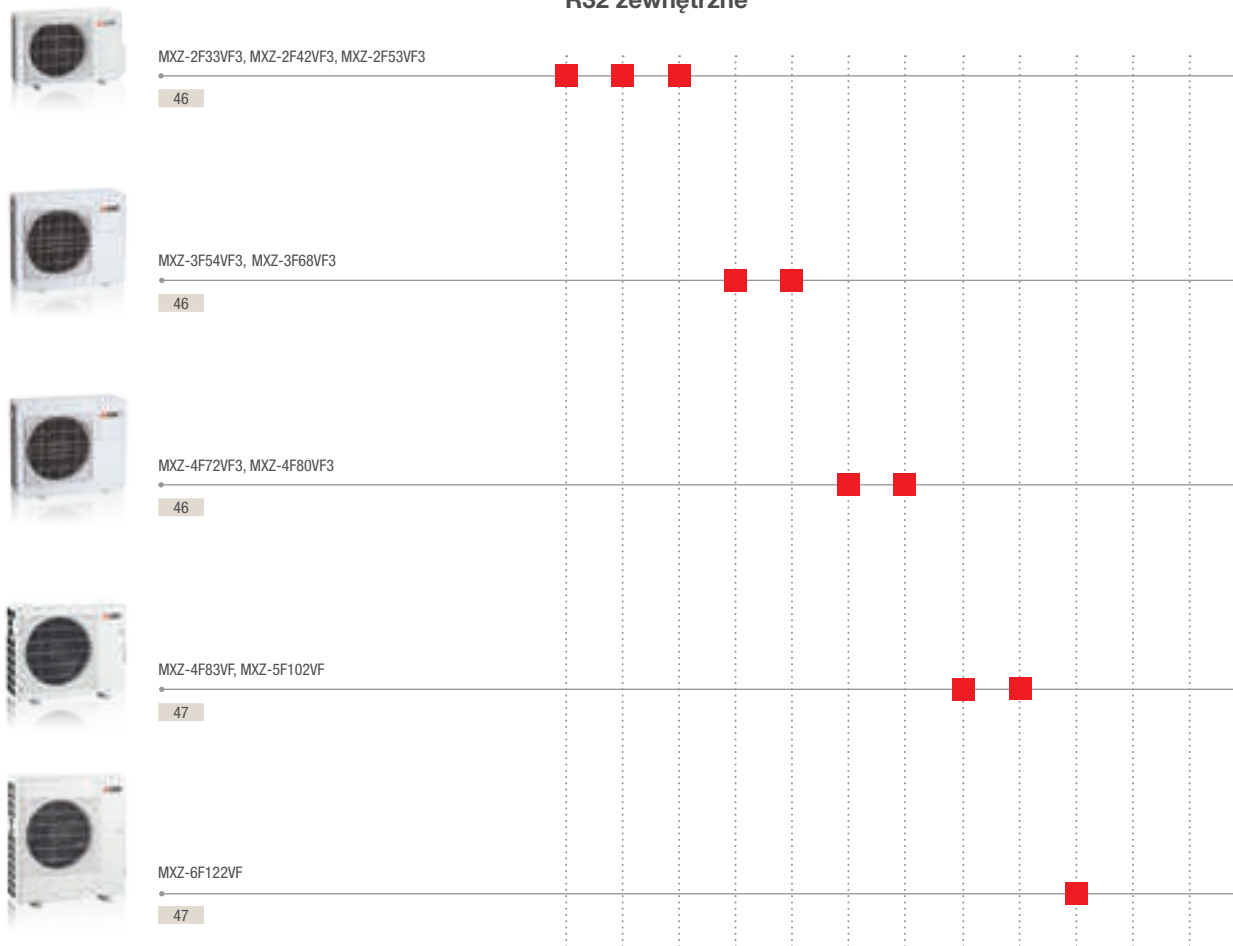 R32 zewnętrzne
MXZ-2F33VF3, MXZ-2F42VF3, MXZ-2F53VF3
46
MXZ-3F54VF3, MXZ-3F68VF3
46
MXZ-4F72VF3, MXZ-4F80VF3
46
MXZ-4F83VF, MXZ-5F102VF
47
MXZ-6F122VF
47